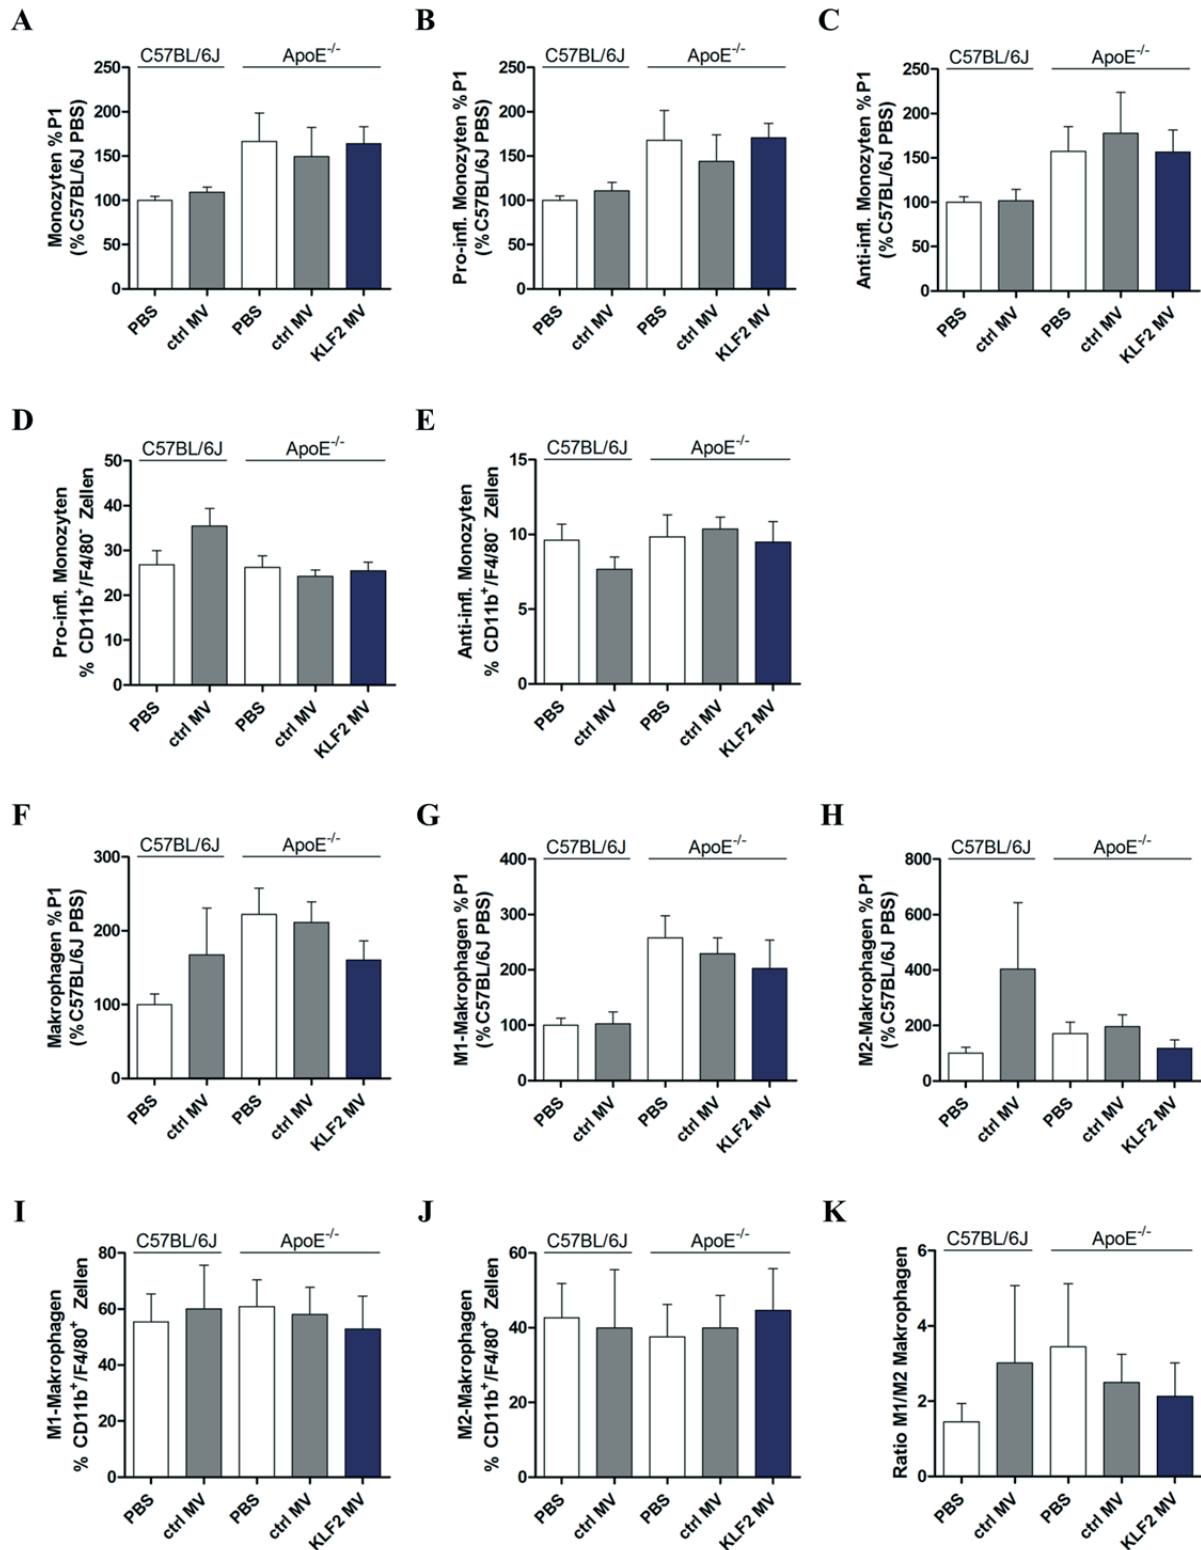 A
C57BL/6J ApoE-/-
Monozyten %P1
(%C57BL/6J PBS)
250
200
150
100
50
0
PBS ctrl MV PBS ctrl MV KLF2 MV
B
C57BL/6J ApoE-/-
Pro-infl. Monozyten %P1
(%C57BL/6J PBS)
250
200
150
100
50
0
PBS ctrl MV PBS ctrl MV KLF2 MV
C
C57BL/6J ApoE-/-
Anti-infl. Monozyten %P1
(%C57BL/6J PBS)
250
200
150
100
50
0
PBS ctrl MV PBS ctrl MV KLF2 MV
D
C57BL/6J ApoE-/-
Pro-infl. Monozyten
% CD11b+/F4/80- Zellen
50
40
30
20
10
0
PBS ctrl MV PBS ctrl MV KLF2 MV
E
C57BL/6J ApoE-/-
Anti-infl. Monozyten
% CD11b+/F4/80- Zellen
15
10
5
0
PBS ctrl MV PBS ctrl MV KLF2 MV
F
C57BL/6J ApoE-/-
Makrophagen %P1
(%C57BL/6J PBS)
300
200
100
0
PBS ctrl MV PBS ctrl MV KLF2 MV
G
C57BL/6J ApoE-/-
M1-Makrophagen %P1
(%C57BL/6J PBS)
400
300
200
100
0
PBS ctrl MV PBS ctrl MV KLF2 MV
H
C57BL/6J ApoE-/-
M2-Makrophagen %P1
(%C57BL/6J PBS)
800
600
400
200
0
PBS ctrl MV PBS ctrl MV KLF2 MV
I
C57BL/6J ApoE-/-
M1-Makrophagen
% CD11b+/F4/80+ Zellen
80
60
40
20
0
PBS ctrl MV PBS ctrl MV KLF2 MV
J
C57BL/6J ApoE-/-
M2-Makrophagen
% CD11b+/F4/80+ Zellen
60
40
20
0
PBS ctrl MV PBS ctrl MV KLF2 MV
K
C57BL/6J ApoE-/-
Ratio M1/M2 Makrophagen
6
4
2
0
PBS ctrl MV PBS ctrl MV KLF2 MV